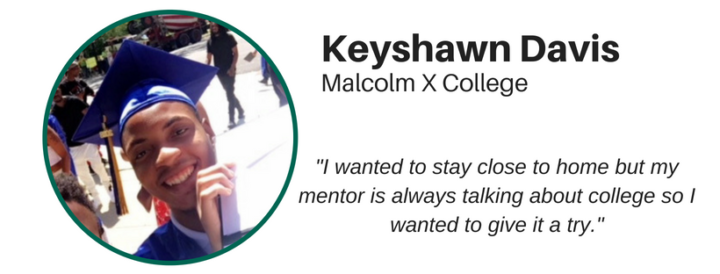 Keyshawn Davis
Malcolm X College
"I wanted to stay close to home but my
mentor is always talking about college so I
wanted to give it a try."